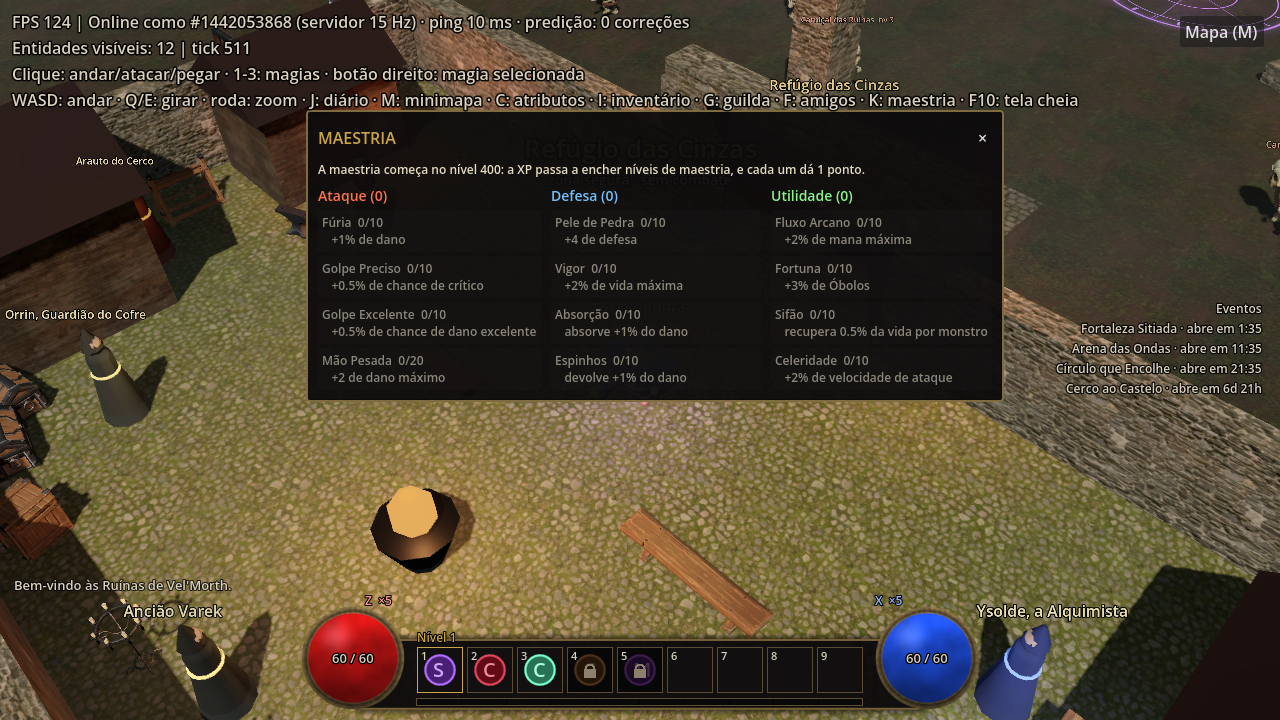 FPS 124 | Online como #1442053868 (servidor 15 Hz) · ping 10 ms · predição: 0 correções
Entidades visíveis: 12 | tick 511
Clique: andar/atacar/pegar · 1-3: magias · botão direito: magia selecionada
WASD: andar · Q/E: girar · roda: zoom · J: diário · M: minimapa · C: atributos · I: inventário · G: guilda · F: amigos · K: maestria · F10: tela cheia
Mapa (M)
Refúgio das Cinzas
MAESTRIA
×
Refúgio das Cinzas
A maestria começa no nível 400: a XP passa a encher níveis de maestria, e cada um dá 1 ponto.
Ataque (0)
Fúria 0/10
+1% de dano
Golpe Preciso 0/10
+0.5% de chance de crítico
Golpe Excelente 0/10
+0.5% de chance de dano excelente
Mão Pesada 0/20
+2 de dano máximo
Defesa (0)
Pele de Pedra 0/10
+4 de defesa
Vigor 0/10
+2% de vida máxima
Absorção 0/10
absorve +1% do dano
Espinhos 0/10
devolve +1% do dano
Utilidade (0)
Fluxo Arcano 0/10
+2% de mana máxima
Fortuna 0/10
+3% de Óbolos
Sifão 0/10
recupera 0.5% da vida por monstro
Celeridade 0/10
+2% de velocidade de ataque
Arauto do Cerco
Orrin, Guardião do Cofre
Eventos
Fortaleza Sitiada · abre em 1:35
Arena das Ondas · abre em 11:35
Círculo que Encolhe · abre em 21:35
Cerco ao Castelo · abre em 6d 21h
Bem-vindo às Ruínas de Vel'Morth.
Ancião Varek
Ysolde, a Alquimista
Z ×5
X ×5
Nível 1
60 / 60
1 2 3 4 5 6 7 8 9
S C C
60 / 60